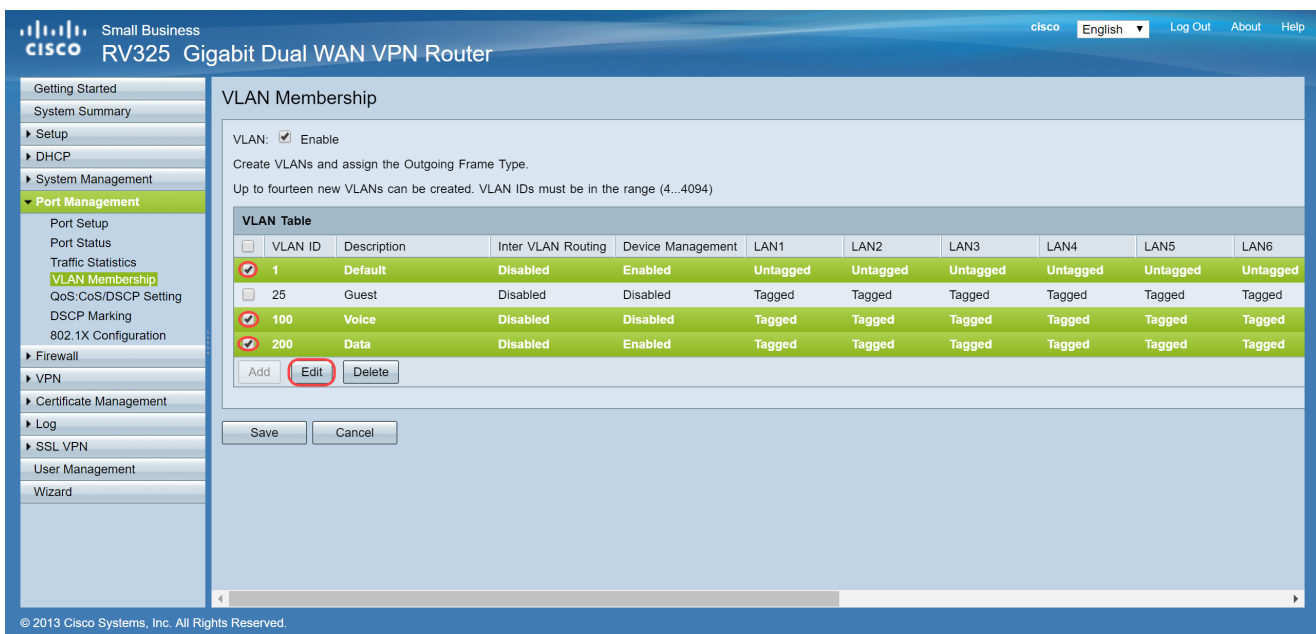 Small Business
cisco English Log Out About Help
CISCO RV325 Gigabit Dual WAN VPN Router
Getting Started
System Summary
Setup
DHCP
System Management
Port Management
Port Setup
Port Status
Traffic Statistics
VLAN Membership
QoS:CoS/DSCP Setting
DSCP Marking
802.1X Configuration
Firewall
VPN
Certificate Management
Log
SSL VPN
User Management
Wizard
VLAN Membership
VLAN: Enable
Create VLANs and assign the Outgoing Frame Type.
Up to fourteen new VLANs can be created. VLAN IDs must be in the range (4...4094)
VLAN Table
VLAN ID Description Inter VLAN Routing Device Management LAN1 LAN2 LAN3 LAN4 LAN5 LAN6
1 Default Disabled Enabled Untagged Untagged Untagged Untagged Untagged Untagged
25 Guest Disabled Disabled Tagged Tagged Tagged Tagged Tagged Tagged
100 Voice Disabled Disabled Tagged Tagged Tagged Tagged Tagged Tagged
200 Data Disabled Enabled Tagged Tagged Tagged Tagged Tagged Tagged
Add Edit Delete
Save Cancel
© 2013 Cisco Systems, Inc. All Rights Reserved.